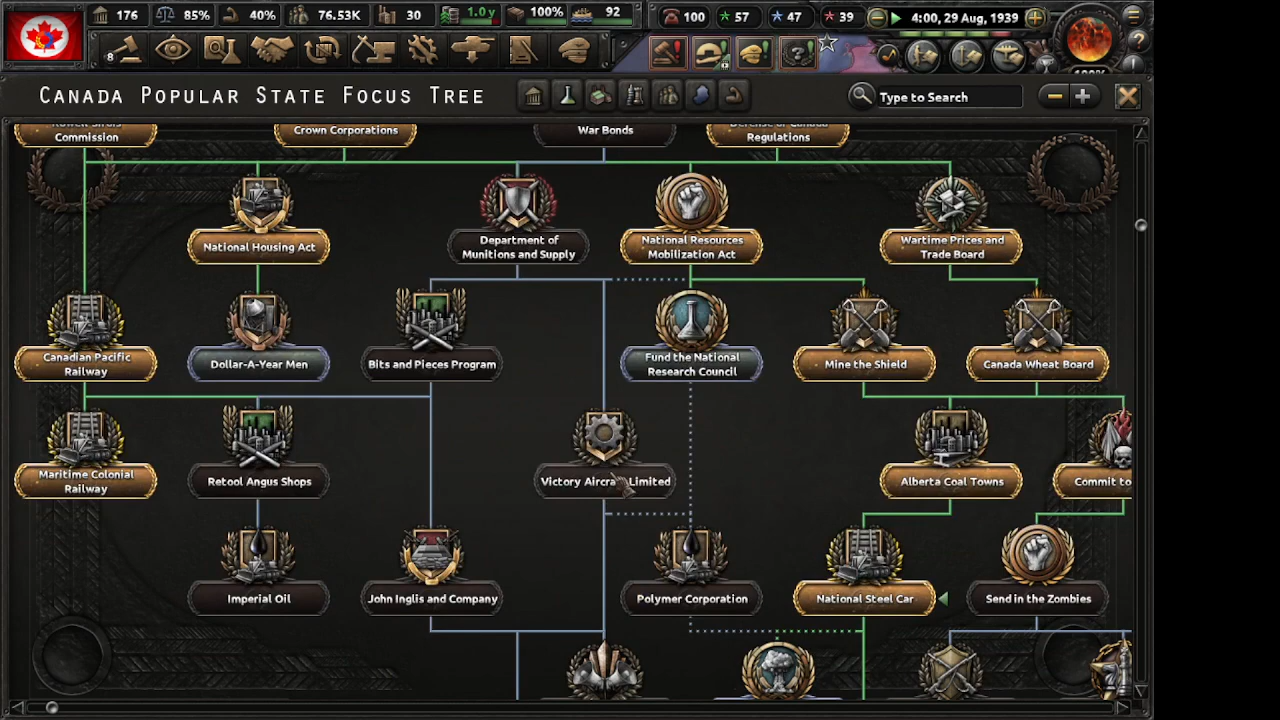 176 85% 40% 76.53K 30 1.0y 100% 92 100 57 47 39 4:00, 29 Aug, 1939
8
Canada Popular State Focus Tree
Type to Search
Commission
Crown Corporations
War Bonds
Regulations
National Housing Act
Department of
Munitions and Supply
National Resources
Mobilization Act
Wartime Prices and
Trade Board
Canadian Pacific
Railway
Dollar-A-Year Men
Bits and Pieces Program
Fund the National
Research Council
Mine the Shield
Canada Wheat Board
Maritime Colonial
Railway
Retool Angus Shops
Victory Aircra Limited
Alberta Coal Towns
Commit to
Imperial Oil
John Inglis and Company
Polymer Corporation
National Steel Car
Send in the Zombies